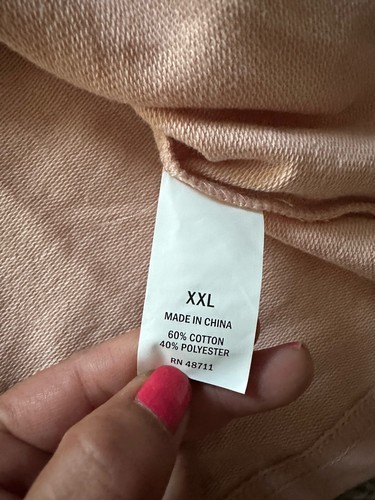 XXL
MADE IN CHINA
60% COTTON
40% POLYESTER
RN 48711